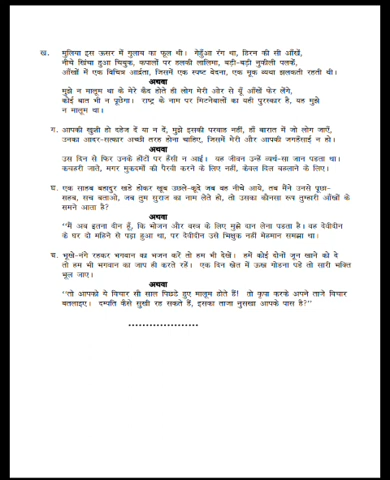 ख. मुलिया इस ऊसर में गुलाब का फूल थी। गेहुँआ रंग था, हिरन की सी आँखें,
नीचे खिंचा हुआ चिबुक, कपालों पर हलकी लालिमा, बड़ी-बड़ी नुकीली पलकें,
आँखों में एक विचित्र आर्द्रता, जिसमें एक स्पष्ट वेदना, एक मूक व्यथा झलकती रहती थी।
अथवा
मुझे न मालूम था के मेरे कैद होते ही लोग मेरी ओर से यूँ आँखें फेर लेंगे,
कोई बात भी न पूछेगा। राष्ट्र के नाम पर मिटनेवालों का यही पुरस्कार है, यह मुझे
न मालूम था।
ग. आपकी खुशी हो दहेज दें या न दें, मुझे इसकी परवाह नहीं, हाँ बारात में जो लोग जाएँ,
उनका आदर-सत्कार अच्छी तरह होना चाहिए, जिसमें मेरी और आपकी जगहँसाई न हो।
अथवा
उस दिन से फिर उनके होंठों पर हँसी न आई। यह जीवन उन्हें व्यर्थ-सा जान पड़ता था।
कचहरी जाते, मगर मुकदमों की पैरवी करने के लिए नहीं, केवल दिल बहलाने के लिए।
घ. एक साहब बहादुर खड़े होकर खूब उछले-कूदे जब वह नीचे आये, तब मैंने उनसे पूछा-
साहब, सच बताओ, जब तुम सुराज का नाम लेते हो, तो उसका कौनसा रूप तुम्हारी आँखों के
सामने आता है?
अथवा
"मैं अब इतना दीन हूँ, कि भोजन और वस्त्र के लिए मुझे दान लेना पड़ता है। वह देवीदीन
के घर दो महिने से पड़ा हुआ था, पर देवीदीन उसे भिक्षुक नहीं मेहमान समझा था।
च. भूखे-नंगे रहकर भगवान का भजन करें तो हम भी देखें। हमें कोई दोनों जून खाने को दे
तो हम भी भगवान का जाप ही करते रहें। एक दिन खेत में ऊख गोड़ना पड़े तो सारी भक्ति
भूल जाए।
अथवा
"तो आपको ये विचार सौ साल पिछड़े हुए मालूम होते हैं! तो कृपा करके अपने ताजे विचार
बतलाइए। दम्पति कैसे सुखी रह सकते हैं, इसका ताजा नुसखा आपके पास है?"
....................